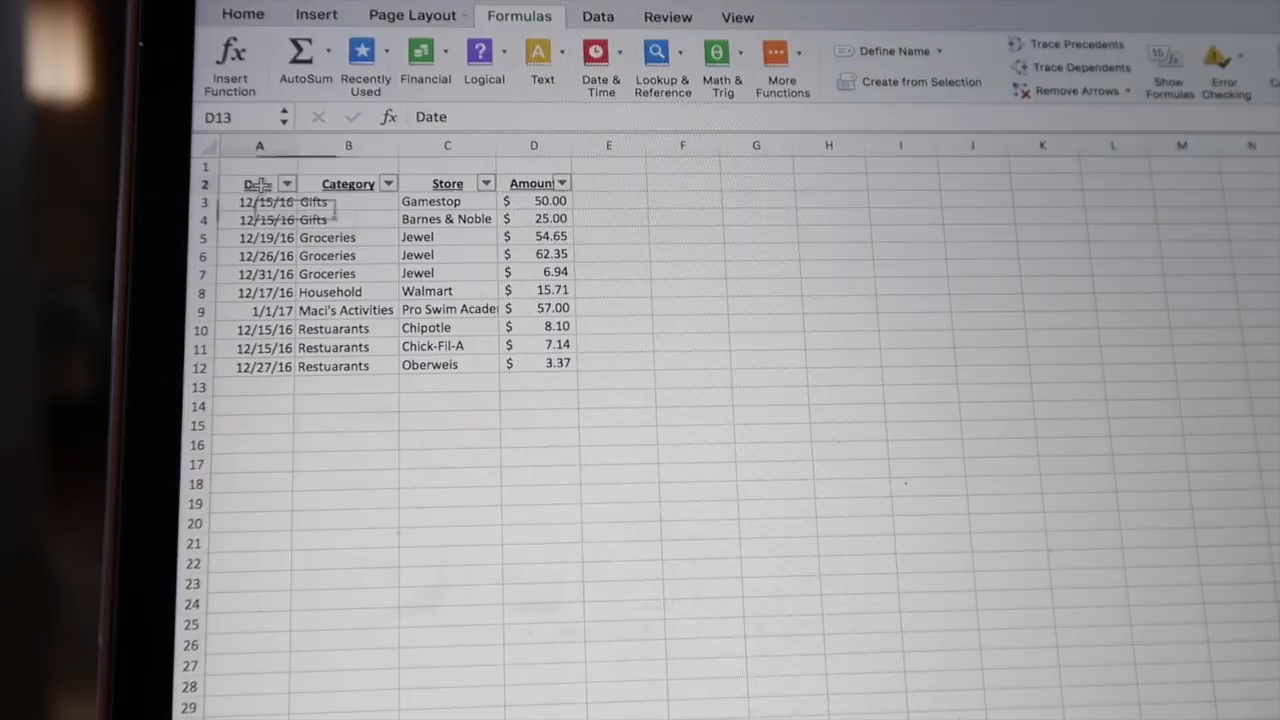 Home Insert Page Layout Formulas Data Review View
fx Σ A θ 15 fx
Insert Function AutoSum Recently Used Financial Logical ? Text Date & Time Lookup & Reference Math & Trig More Functions
Define Name
Create from Selection
Trace Precedents
Trace Dependents
Remove Arrows
Show Formulas
Error Checking
D13 fx Date
A B C D E F G H I J K L M N
1
2 Category Store Amoun
3 12/15/16 Gifts Gamestop $ 50.00
4 12/15/16 Gifts Barnes & Noble $ 25.00
5 12/19/16 Groceries Jewel $ 54.65
6 12/26/16 Groceries Jewel $ 62.35
7 12/31/16 Groceries Jewel $ 6.94
8 12/17/16 Household Walmart $ 15.71
9 1/1/17 Maci's Activities Pro Swim Acade $ 57.00
10 12/15/16 Restuarants Chipotle $ 8.10
11 12/15/16 Restuarants Chick-Fil-A $ 7.14
12 12/27/16 Restuarants Oberweis $ 3.37
13
14
15
16
17
18
19
20
21
22
23
24
25
26
27
28
29